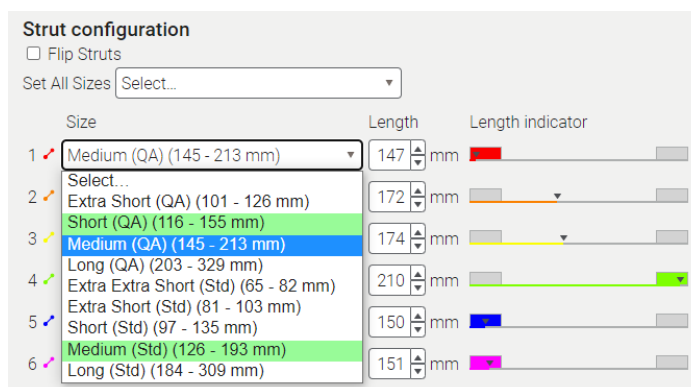 Strut configuration
Flip Struts
Set All Sizes Select...
Size Length Length indicator
1 Medium (QA) (145 - 213 mm) 147 mm
Select...
2 Extra Short (QA) (101 - 126 mm) 172 mm
Short (QA) (116 - 155 mm)
3 Medium (QA) (145 - 213 mm) 174 mm
Long (QA) (203 - 329 mm)
4 Extra Extra Short (Std) (65 - 82 mm) 210 mm
Extra Short (Std) (81 - 103 mm)
5 Short (Std) (97 - 135 mm) 150 mm
Medium (Std) (126 - 193 mm)
6 Long (Std) (184 - 309 mm) 151 mm